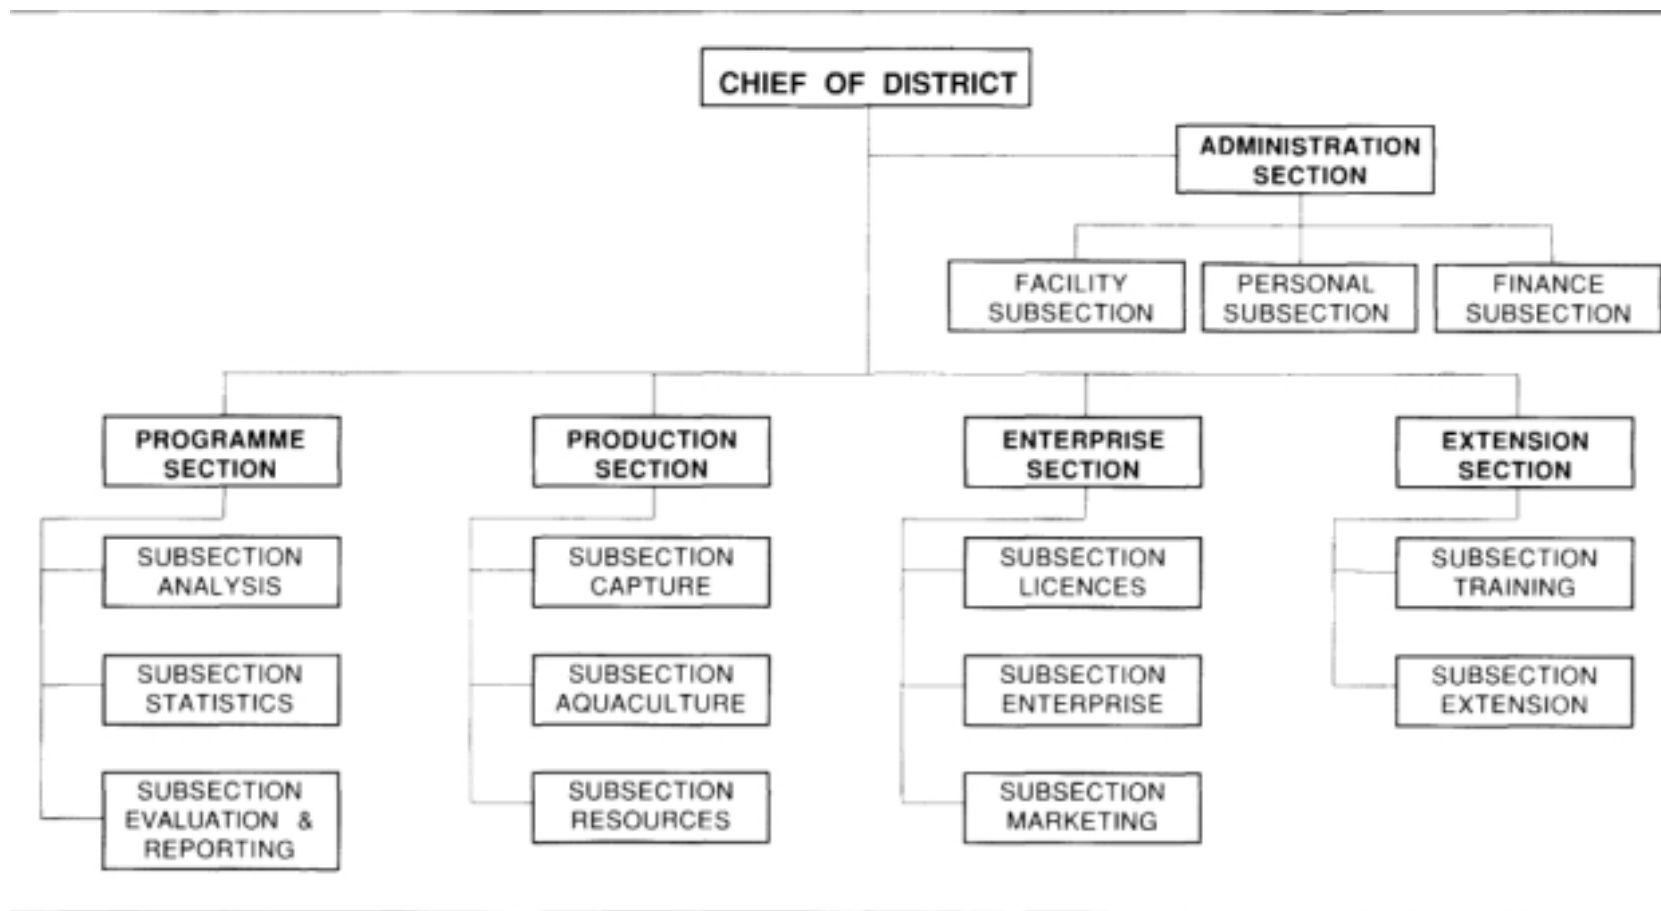 CHIEF OF DISTRICT
ADMINISTRATION
SECTION
FACILITY
SUBSECTION
PERSONAL
SUBSECTION
FINANCE
SUBSECTION
PROGRAMME
SECTION
PRODUCTION
SECTION
ENTERPRISE
SECTION
EXTENSION
SECTION
SUBSECTION
ANALYSIS
SUBSECTION
CAPTURE
SUBSECTION
LICENCES
SUBSECTION
TRAINING
SUBSECTION
STATISTICS
SUBSECTION
AQUACULTURE
SUBSECTION
ENTERPRISE
SUBSECTION
EXTENSION
SUBSECTION
EVALUATION &
REPORTING
SUBSECTION
RESOURCES
SUBSECTION
MARKETING